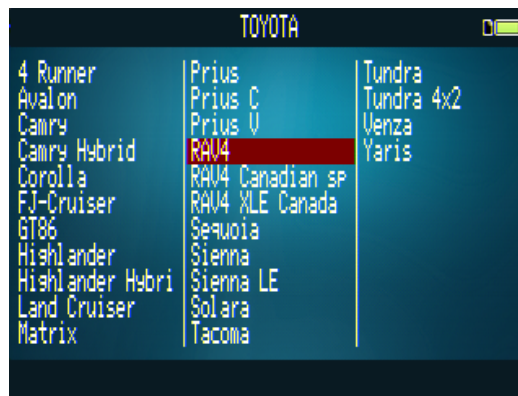 TOYOTA
4 Runner
Avalon
Camry
Camry Hybrid
Corolla
FJ-Cruiser
GT86
Highlander
Highlander Hybri
Land Cruiser
Matrix
Prius
Prius C
Prius V
RAV4
RAV4 Canadian sp
RAV4 XLE Canada
Sequoia
Sienna
Sienna LE
Solara
Tacoma
Tundra
Tundra 4x2
Venza
Yaris